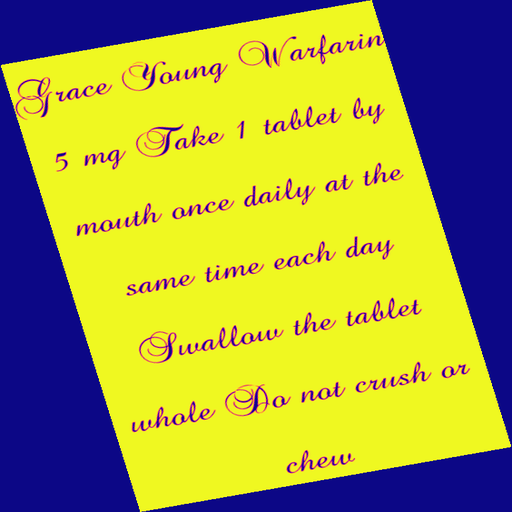 Grace Young Warfarin
5 mg Take 1 tablet by
mouth once daily at the
same time each day
Swallow the tablet
whole Do not crush or
chew